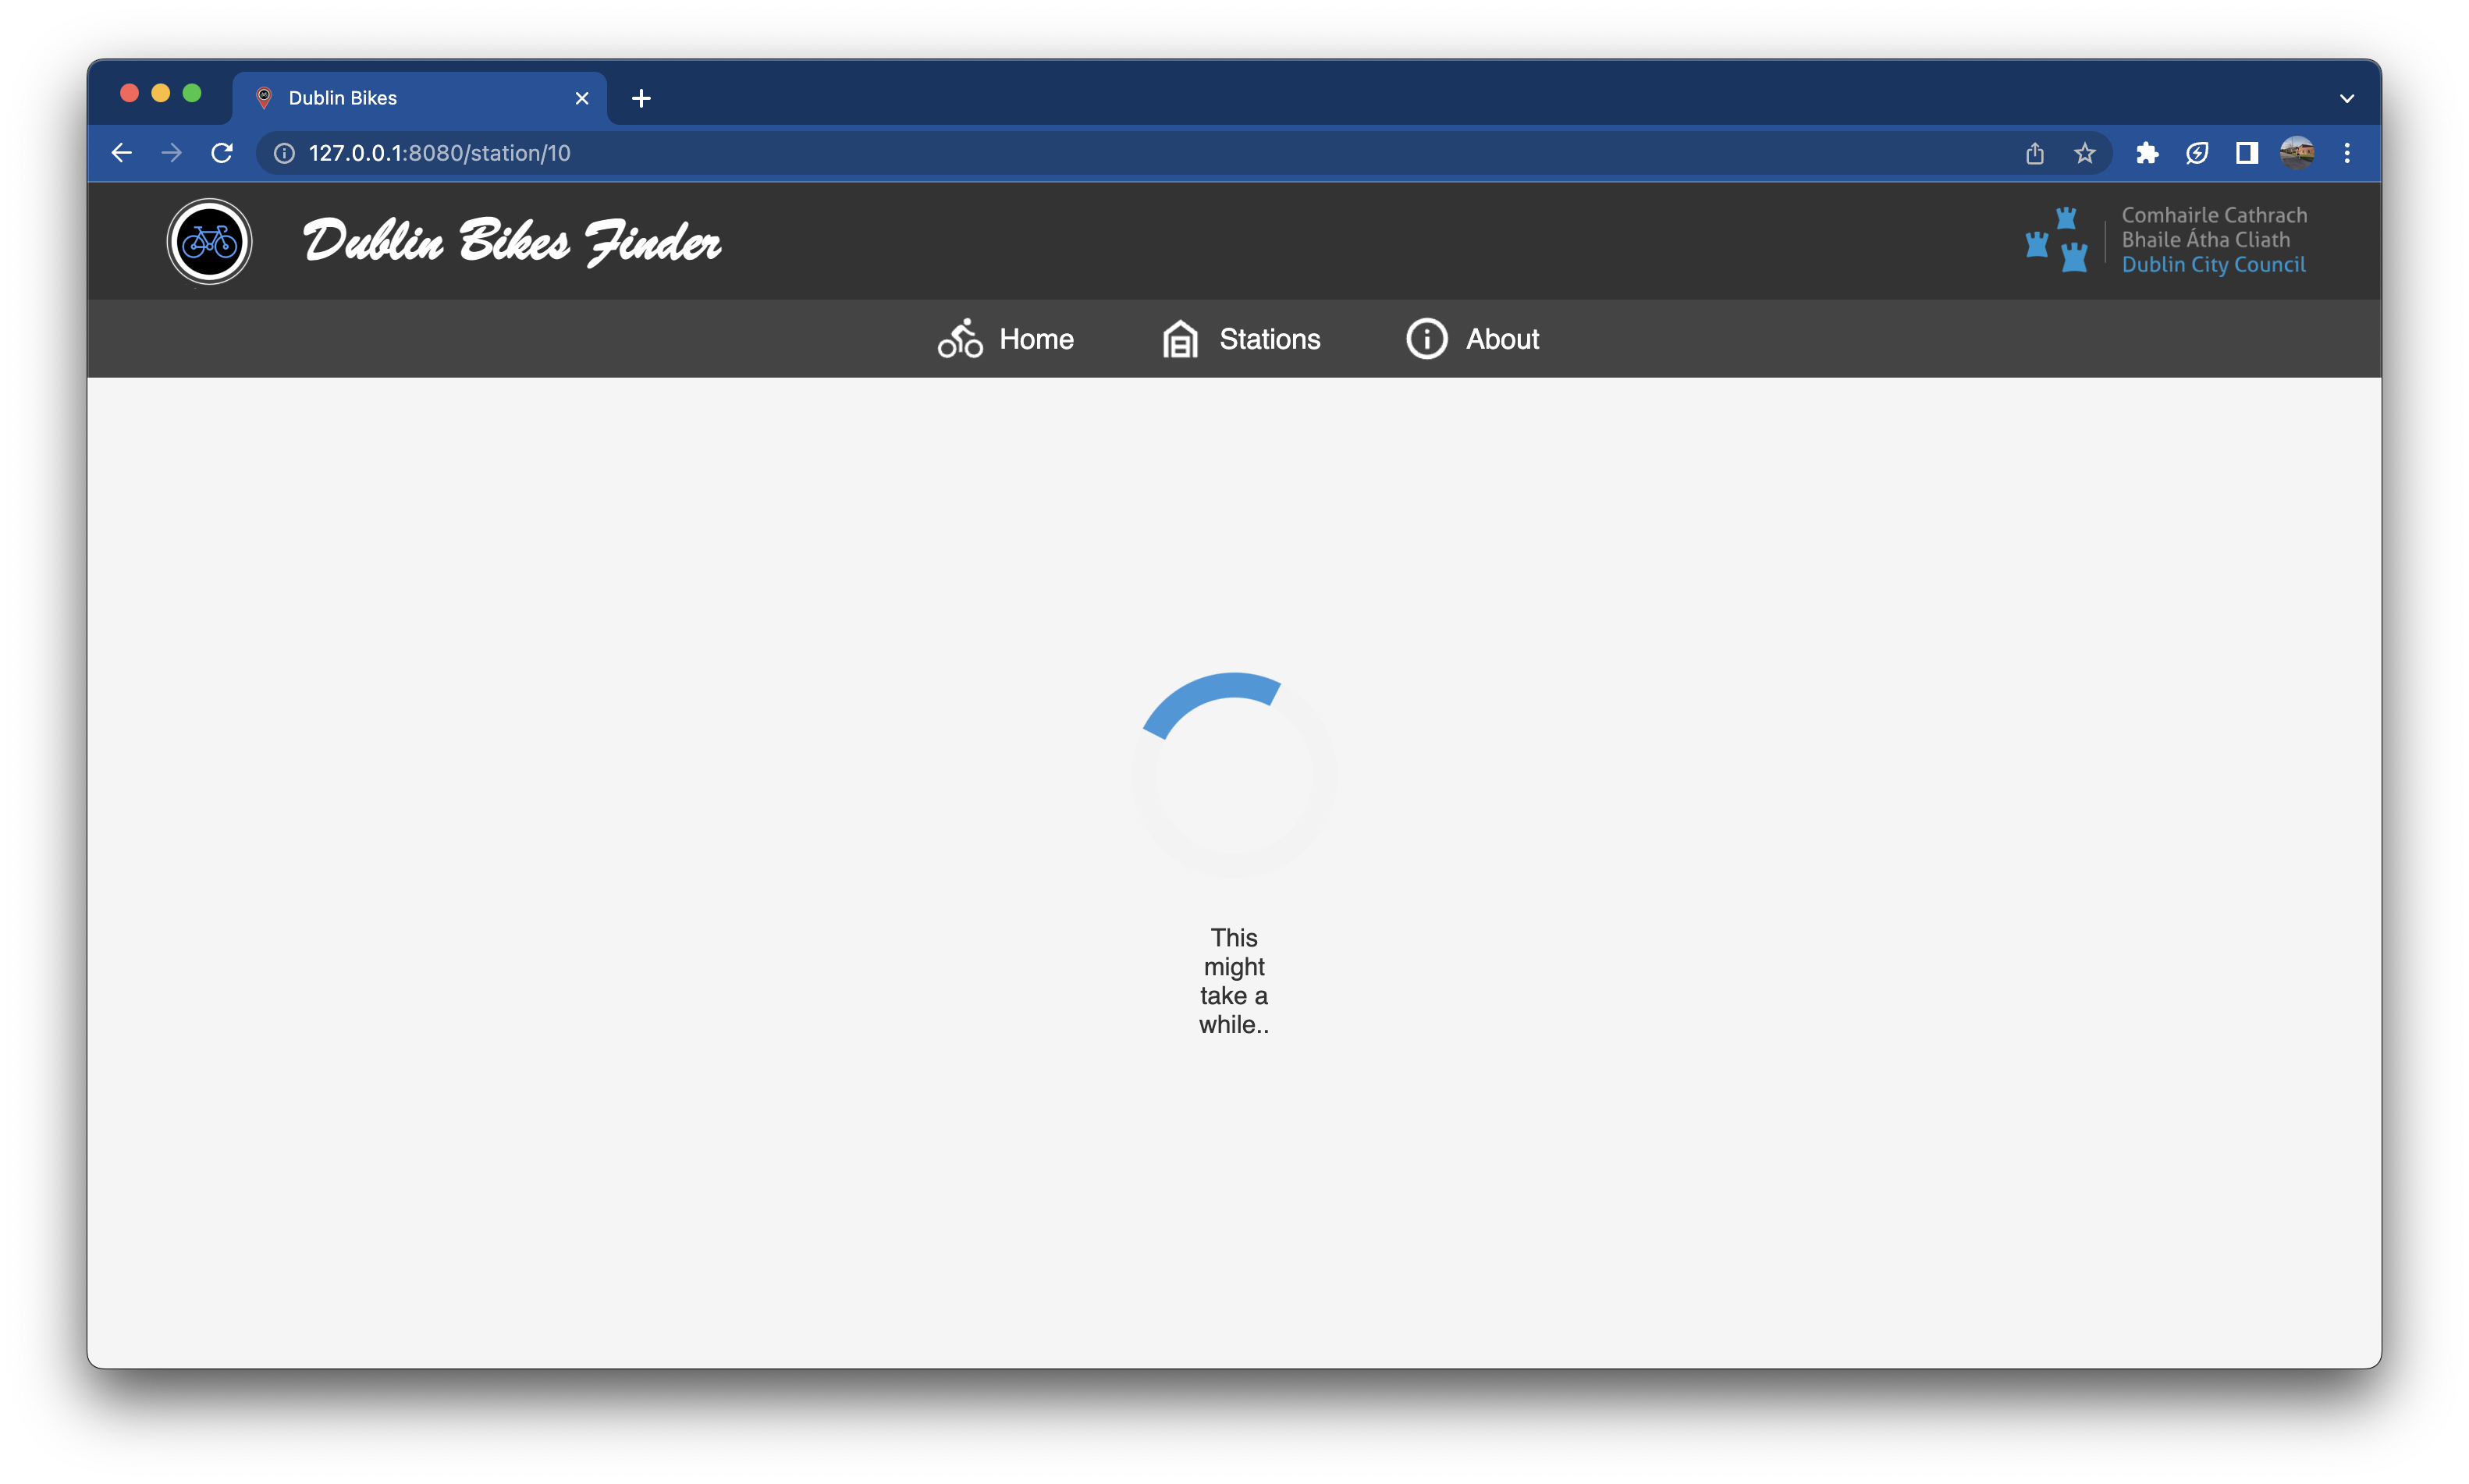 Dublin Bikes
127.0.0.1:8080/station/10
Dublin Bikes Finder
Comhairle Cathrach
Bhaile Átha Cliath
Dublin City Council
Home
Stations
About
This
might
take a
while..